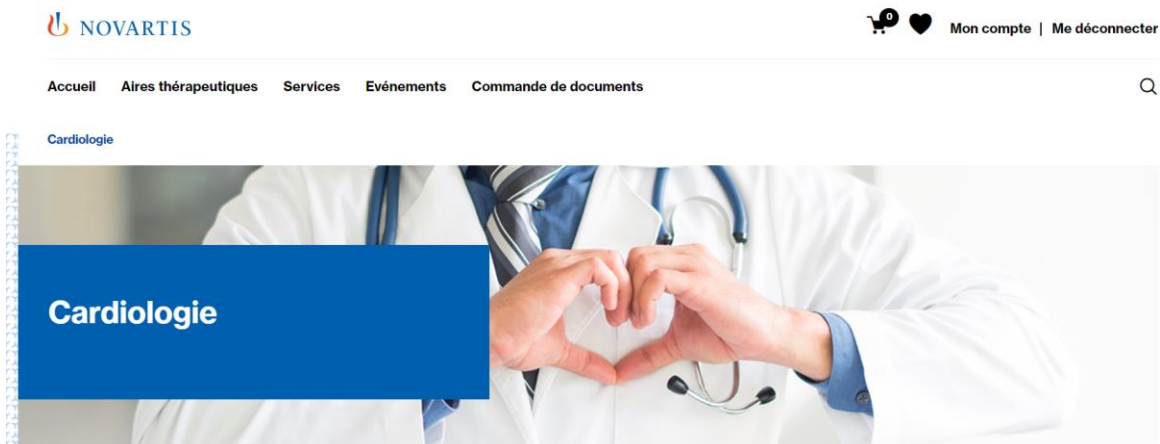 NOVARTIS
0
Mon compte | Me déconnecter
Accueil Aires thérapeutiques Services Evénements Commande de documents
Cardiologie
Cardiologie